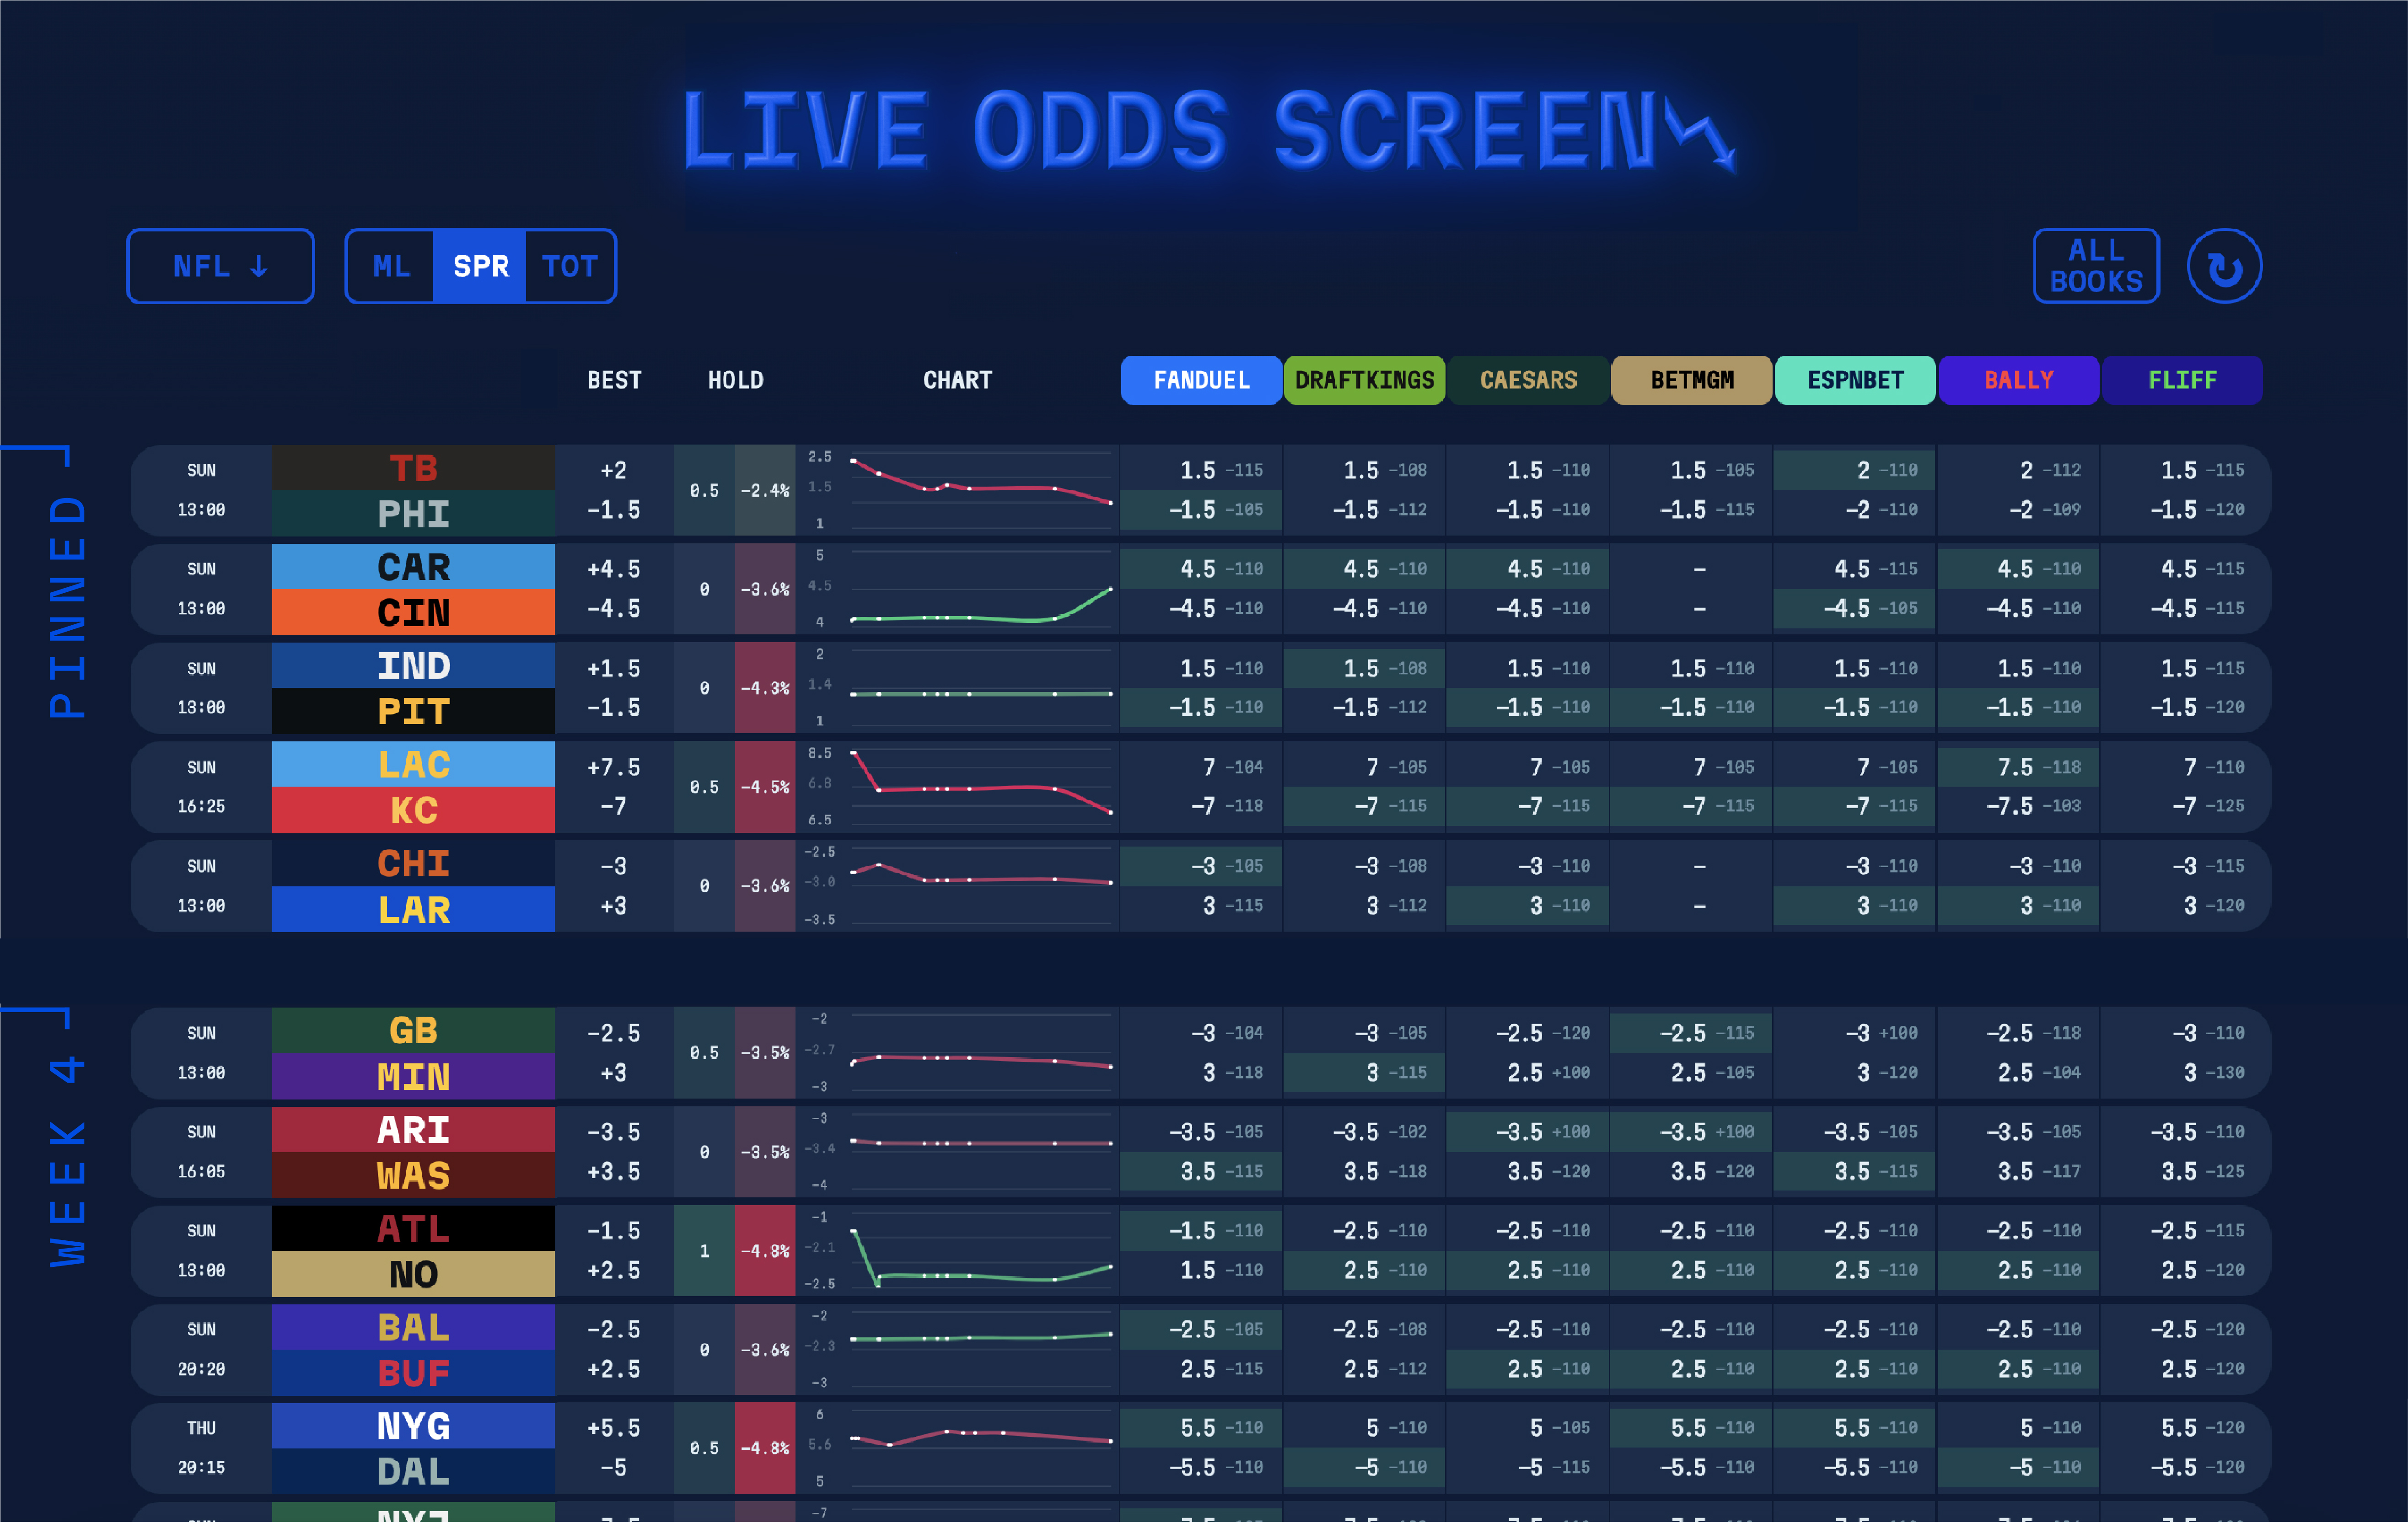 LIVE ODDS SCREEN
NFL ↓ ML SPR TOT ALL BOOKS ↻
BEST HOLD CHART FANDUEL DRAFTKINGS CAESARS BETMGM ESPNBET BALLY FLIFF
PINNED
SUN TB +2 0.5 -2.4% 2.5 1.5 1 1.5 -115 1.5 -108 1.5 -110 1.5 -105 2 -110 2 -112 1.5 -115
13:00 PHI -1.5 -1.5 -105 -1.5 -112 -1.5 -110 -1.5 -115 -2 -110 -2 -109 -1.5 -120
SUN CAR +4.5 0 -3.6% 5 4.5 4 4.5 -110 4.5 -110 4.5 -110 – 4.5 -115 4.5 -110 4.5 -115
13:00 CIN -4.5 -4.5 -110 -4.5 -110 -4.5 -110 – -4.5 -105 -4.5 -110 -4.5 -115
SUN IND +1.5 0 -4.3% 2 1.4 1 1.5 -110 1.5 -108 1.5 -110 1.5 -110 1.5 -110 1.5 -110 1.5 -115
13:00 PIT -1.5 -1.5 -110 -1.5 -112 -1.5 -110 -1.5 -110 -1.5 -110 -1.5 -110 -1.5 -120
SUN LAC +7.5 0.5 -4.5% 8.5 6.8 6.5 7 -104 7 -105 7 -105 7 -105 7 -105 7.5 -118 7 -110
16:25 KC -7 -7 -118 -7 -115 -7 -115 -7 -115 -7 -115 -7.5 -103 -7 -125
SUN CHI -3 0 -3.6% -2.5 -3.0 -3.5 -3 -105 -3 -108 -3 -110 – -3 -110 -3 -110 -3 -115
13:00 LAR +3 3 -115 3 -112 3 -110 – 3 -110 3 -110 3 -120
WEEK 4
SUN GB -2.5 0.5 -3.5% -2 -2.7 -3 -3 -104 -3 -105 -2.5 -120 -2.5 -115 -3 +100 -2.5 -118 -3 -110
13:00 MIN +3 3 -118 3 -115 2.5 +100 2.5 -105 3 -120 2.5 -104 3 -130
SUN ARI -3.5 0 -3.5% -3 -3.4 -4 -3.5 -105 -3.5 -102 -3.5 +100 -3.5 +100 -3.5 -105 -3.5 -105 -3.5 -110
16:05 WAS +3.5 3.5 -115 3.5 -118 3.5 -120 3.5 -120 3.5 -115 3.5 -117 3.5 -125
SUN ATL -1.5 1 -4.8% -1 -2.1 -2.5 -1.5 -110 -2.5 -110 -2.5 -110 -2.5 -110 -2.5 -110 -2.5 -110 -2.5 -115
13:00 NO +2.5 1.5 -110 2.5 -110 2.5 -110 2.5 -110 2.5 -110 2.5 -110 2.5 -120
SUN BAL -2.5 0 -3.6% -2 -2.3 -3 -2.5 -105 -2.5 -108 -2.5 -110 -2.5 -110 -2.5 -110 -2.5 -110 -2.5 -120
20:20 BUF +2.5 2.5 -115 2.5 -112 2.5 -110 2.5 -110 2.5 -110 2.5 -110 2.5 -120
THU NYG +5.5 0.5 -4.8% 6 5.6 5 5.5 -110 5 -110 5 -105 5.5 -110 5.5 -110 5 -110 5.5 -120
20:15 DAL -5 -5.5 -110 -5 -110 -5 -115 -5.5 -110 -5.5 -110 -5 -110 -5.5 -120
NYJ -7